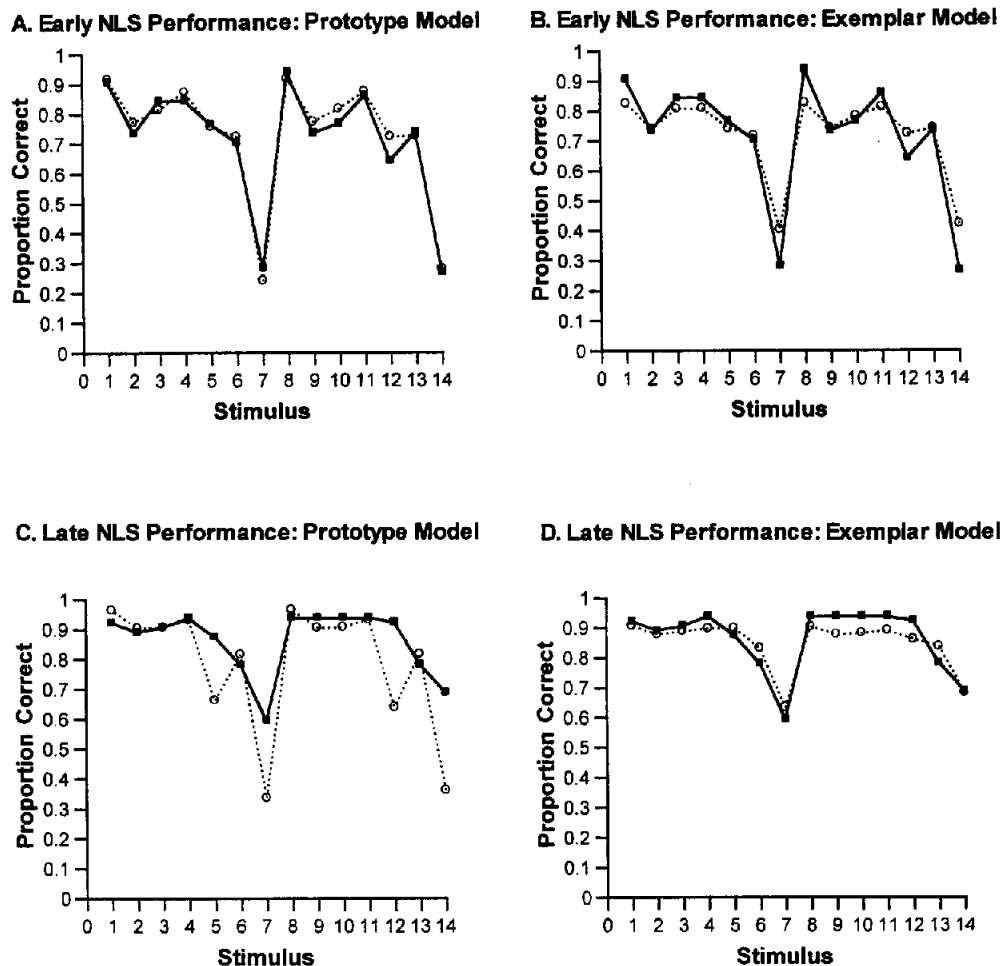 A. Early NLS Performance: Prototype Model
Proportion Correct
1
0.9
0.8
0.7
0.6
0.5
0.4
0.3
0.2
0.1
0
0 1 2 3 4 5 6 7 8 9 10 11 12 13 14
Stimulus
B. Early NLS Performance: Exemplar Model
Proportion Correct
1
0.9
0.8
0.7
0.6
0.5
0.4
0.3
0.2
0.1
0
0 1 2 3 4 5 6 7 8 9 10 11 12 13 14
Stimulus
C. Late NLS Performance: Prototype Model
Proportion Correct
1
0.9
0.8
0.7
0.6
0.5
0.4
0.3
0.2
0.1
0
0 1 2 3 4 5 6 7 8 9 10 11 12 13 14
Stimulus
D. Late NLS Performance: Exemplar Model
Proportion Correct
1
0.9
0.8
0.7
0.6
0.5
0.4
0.3
0.2
0.1
0
0 1 2 3 4 5 6 7 8 9 10 11 12 13 14
Stimulus